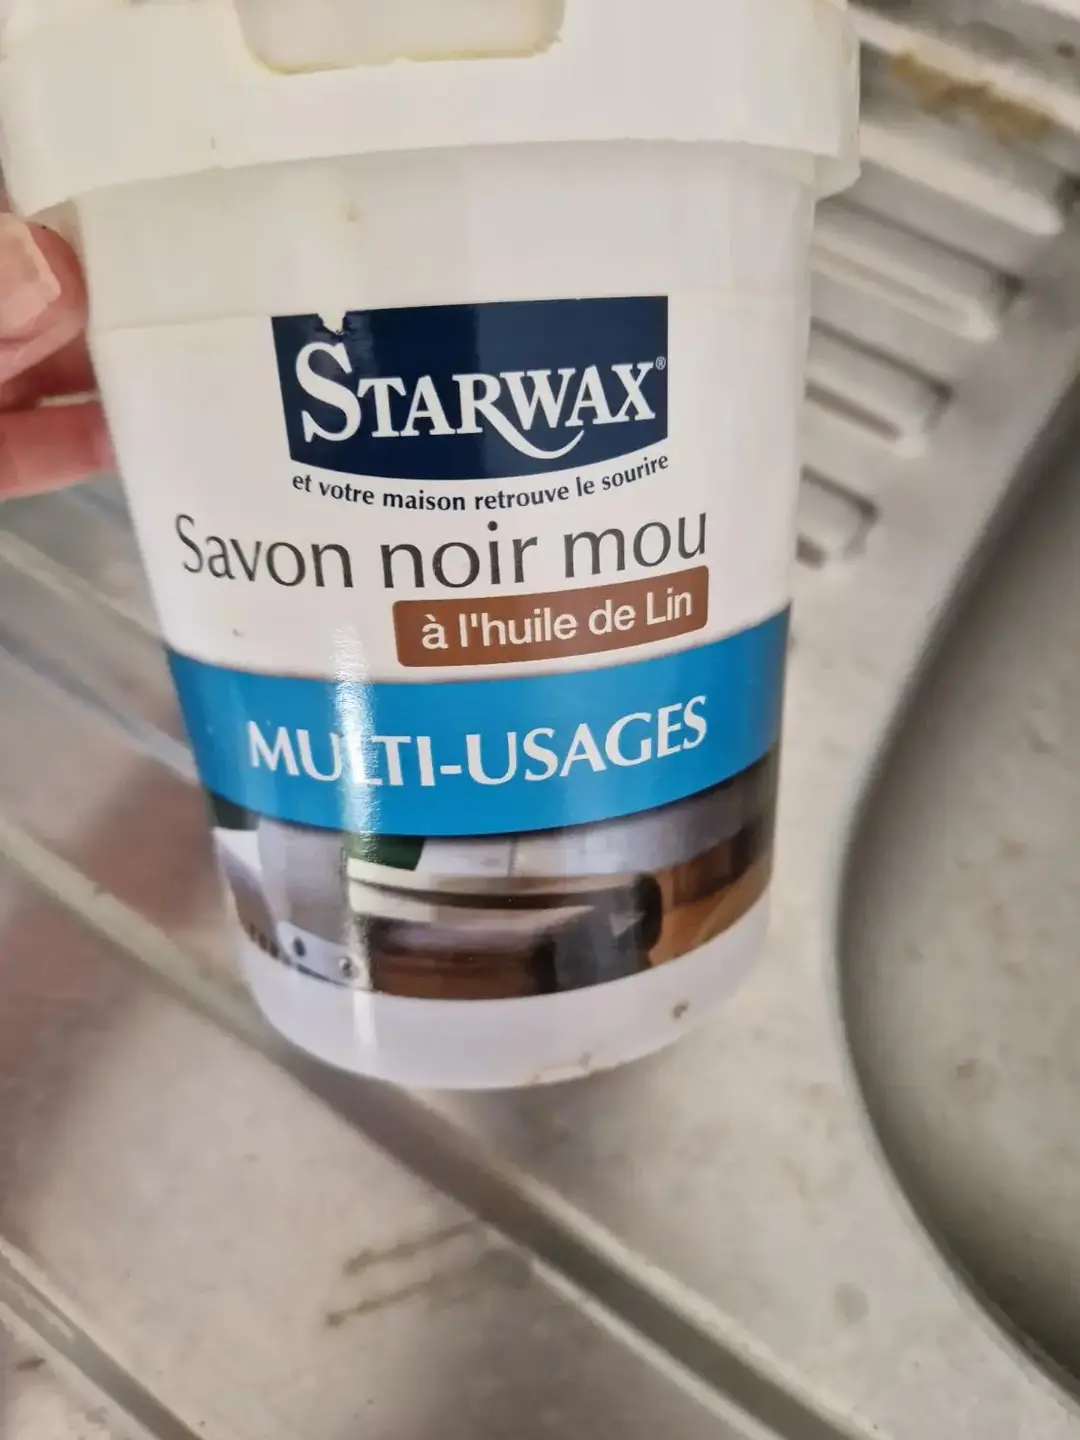 STARWAX®
et votre maison retrouve le sourire
Savon noir mou
à l'huile de Lin
MULTI-USAGES